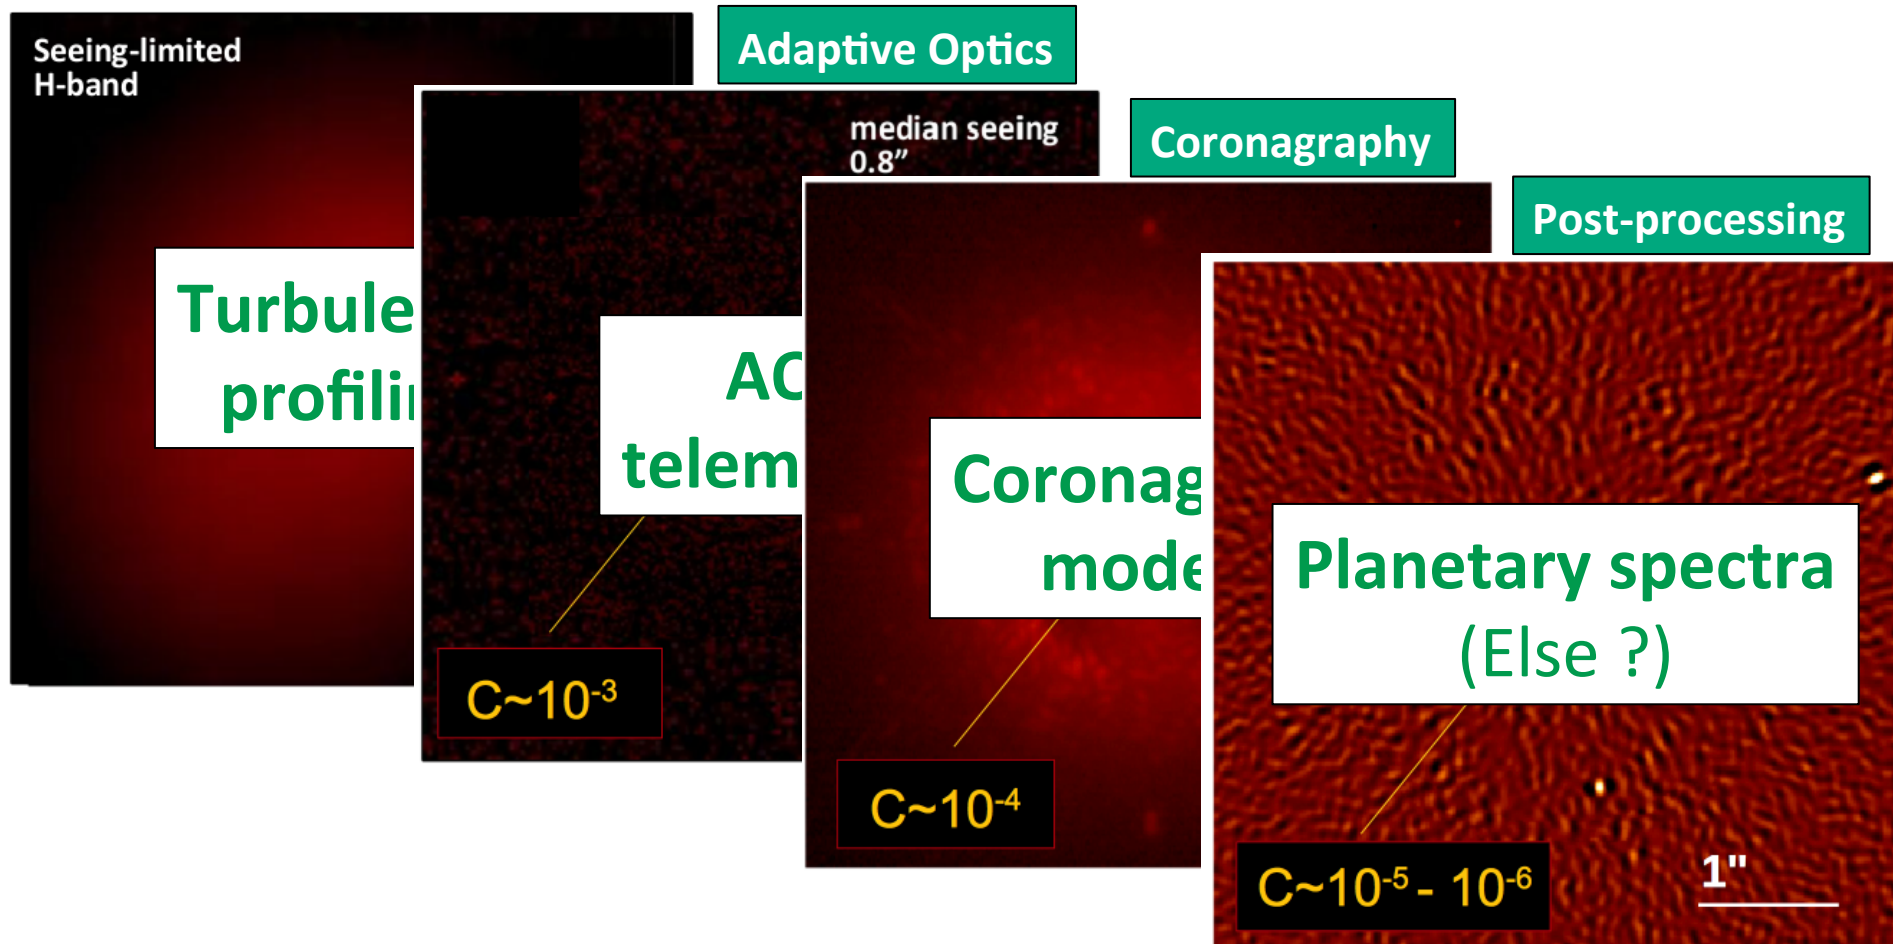 Seeing-limited
H-band
Adaptive Optics
median seeing
0.8”
Coronagraphy
Post-processing
Turbule
profili
AO
telem
Coronag
mode
Planetary spectra
(Else ?)
C~10⁻³
C~10⁻⁴
C~10⁻⁵ - 10⁻⁶
1"